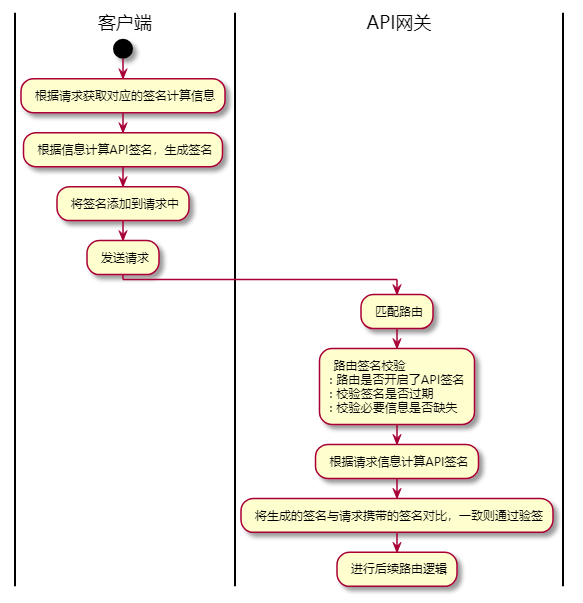 客户端
API网关
根据请求获取对应的签名计算信息
根据信息计算API签名，生成签名
将签名添加到请求中
发送请求
匹配路由
路由签名校验
: 路由是否开启了API签名
: 校验签名是否过期
: 校验必要信息是否缺失
根据请求信息计算API签名
将生成的签名与请求携带的签名对比，一致则通过验签
进行后续路由逻辑